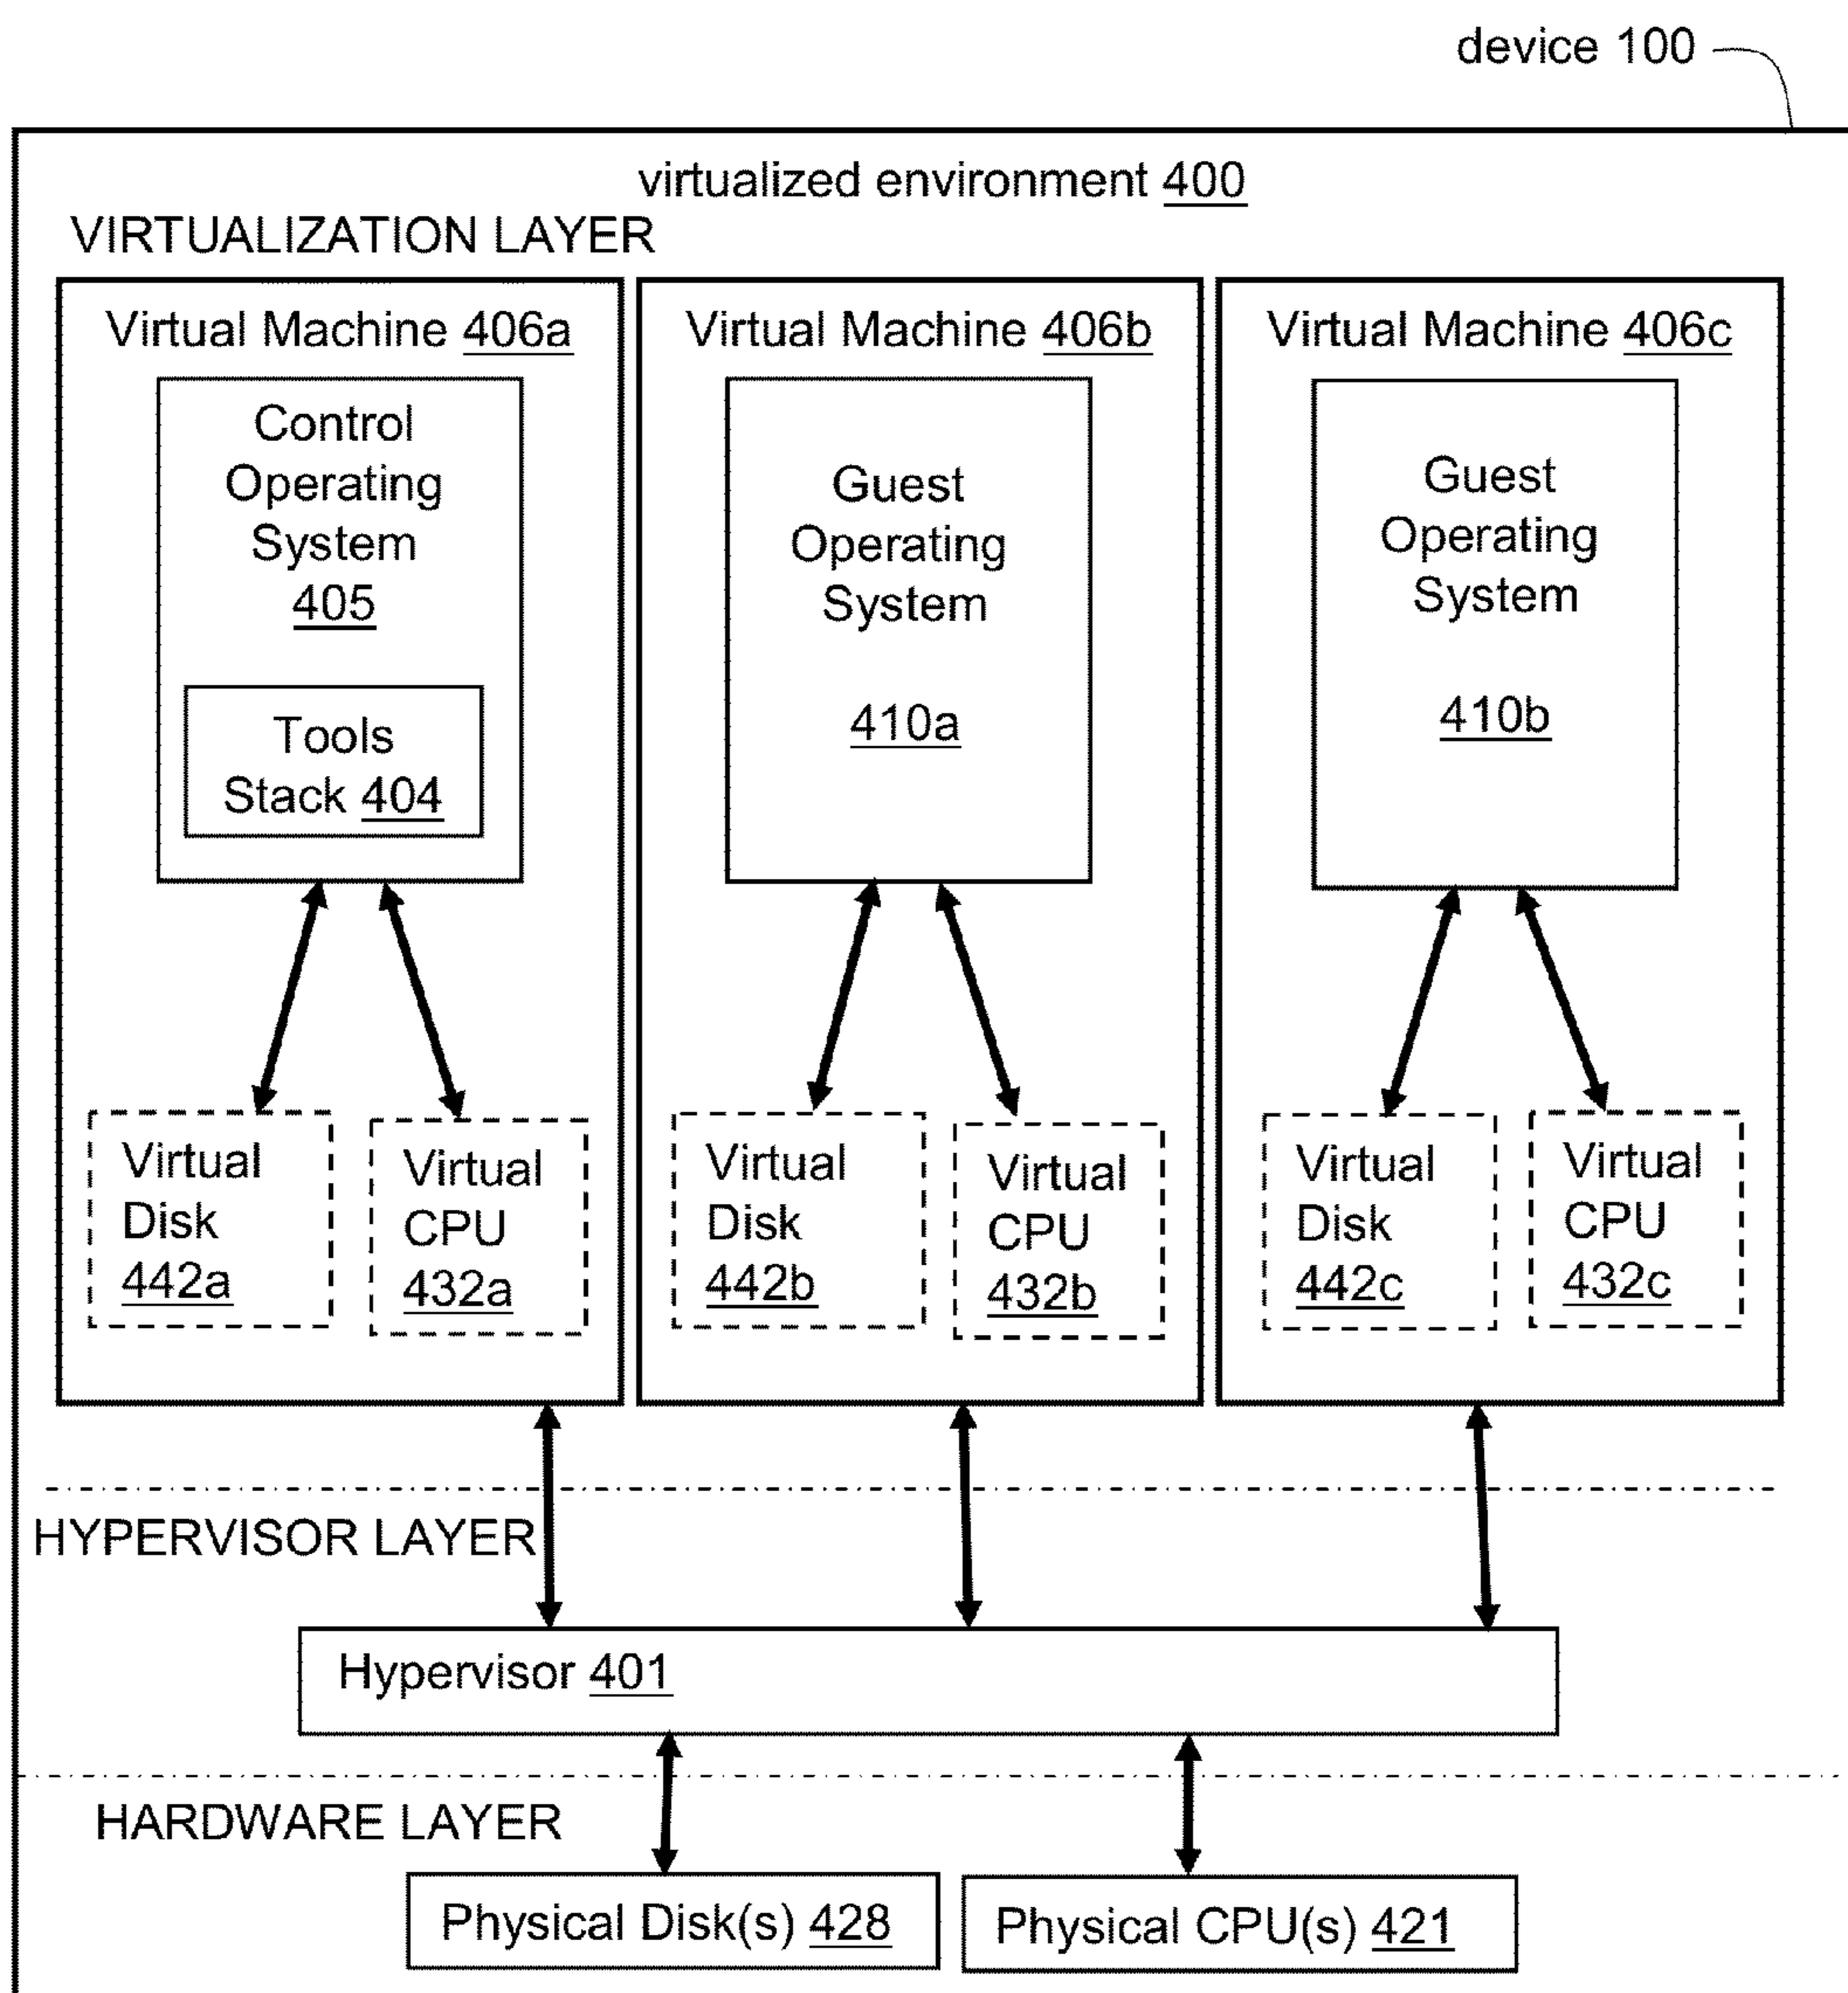 device 100
virtualized environment 400
VIRTUALIZATION LAYER
Virtual Machine 406a
Control
Operating
System
405
Tools
Stack 404
Virtual
Disk
442a
Virtual
CPU
432a
Virtual Machine 406b
Guest
Operating
System
410a
Virtual
Disk
442b
Virtual
CPU
432b
Virtual Machine 406c
Guest
Operating
System
410b
Virtual
Disk
442c
Virtual
CPU
432c
HYPERVISOR LAYER
Hypervisor 401
HARDWARE LAYER
Physical Disk(s) 428
Physical CPU(s) 421